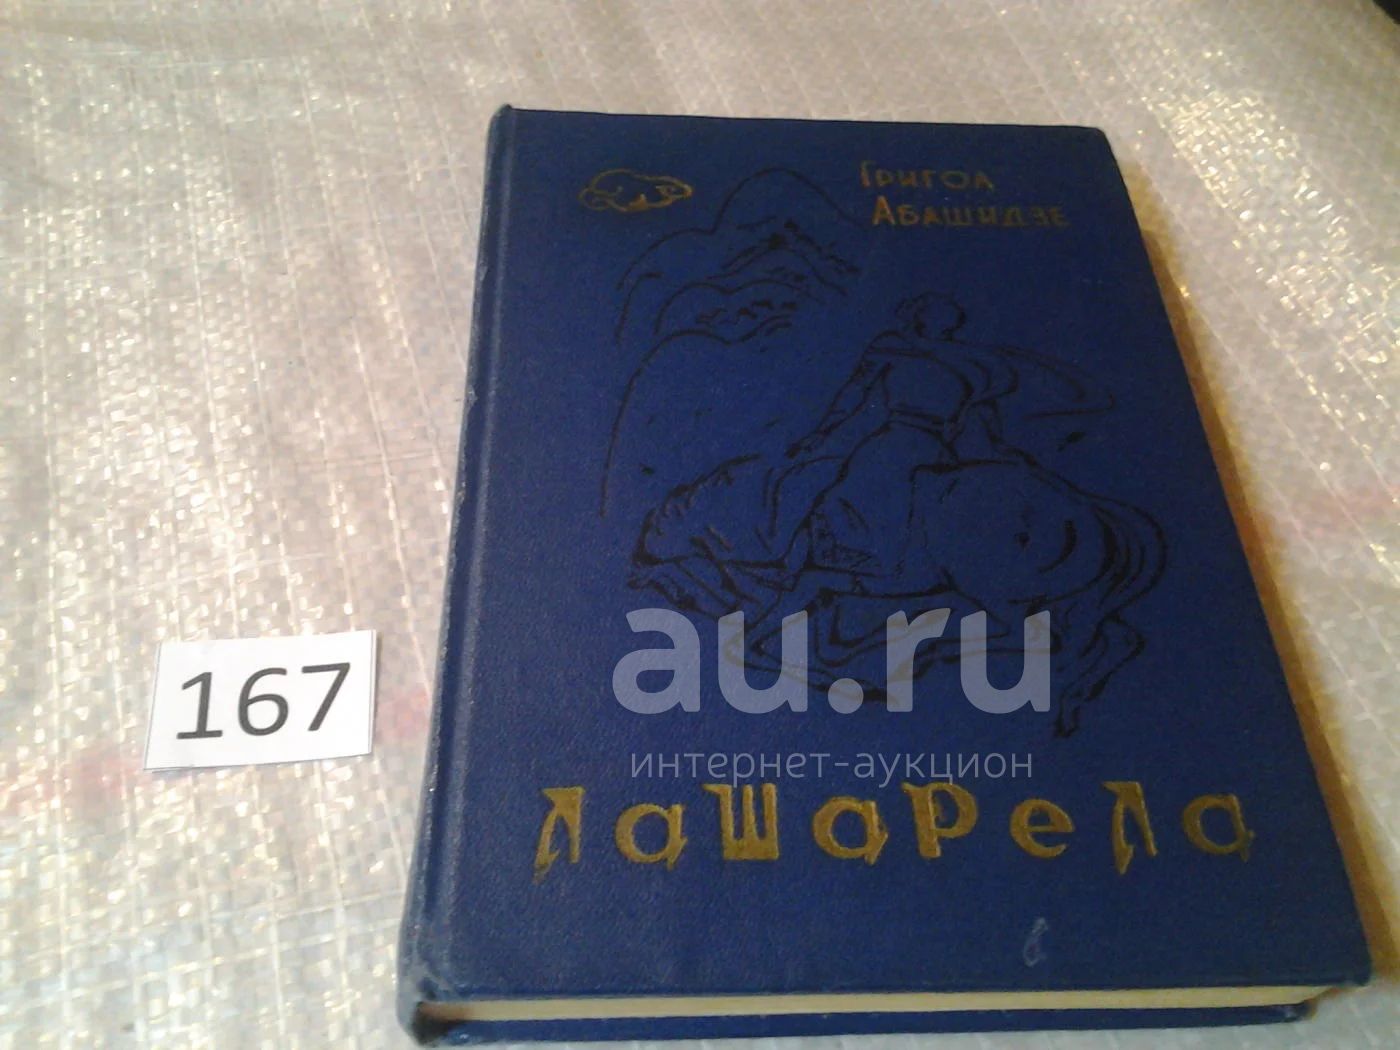 Григол
Абашидзе
167
au.ru
интернет-аукцион
Лашарела